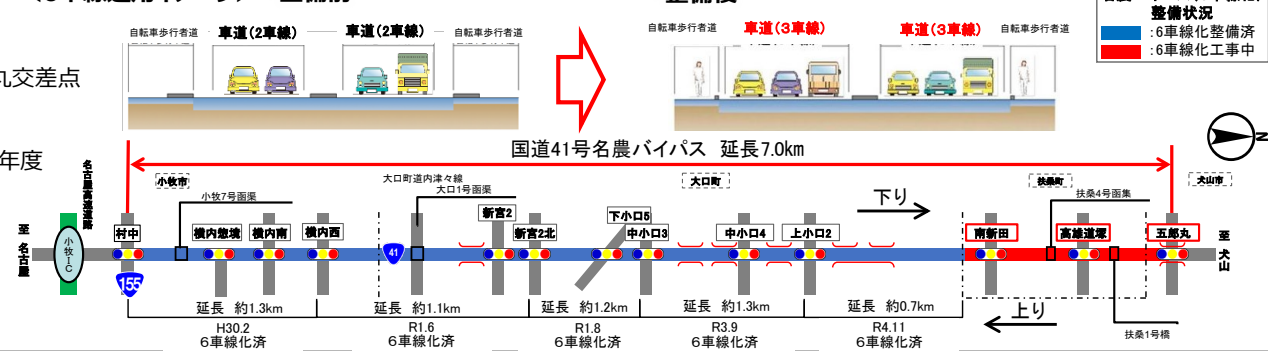 整備状況
:6車線化整備済
:6車線化工事中
自転車歩行者道 車道(2車線) 車道(2車線) 自転車歩行者道
自転車歩行者道 車道(3車線) 車道(3車線) 自転車歩行者道
丸交差点
年度
国道41号名農バイパス 延長7.0km
N
名古屋高速道路
小牧市
小牧7号函渠
大口町道内津々線
大口1号函渠
大口町
下り
扶桑町
扶桑4号函集
犬山市
至 名古屋
小牧IC
村中
横内惣境
横内南
横内西
新宮2
新宮2北
下小口5
中小口3
中小口4
上小口2
南新田
高雄道塚
五郎丸
至 犬山
155
41
延長 約1.3km
延長 約1.1km
延長 約1.2km
延長 約1.3km
延長 約0.7km
上り
扶桑1号橋
H30.2
6車線化済
R1.6
6車線化済
R1.8
6車線化済
R3.9
6車線化済
R4.11
6車線化済